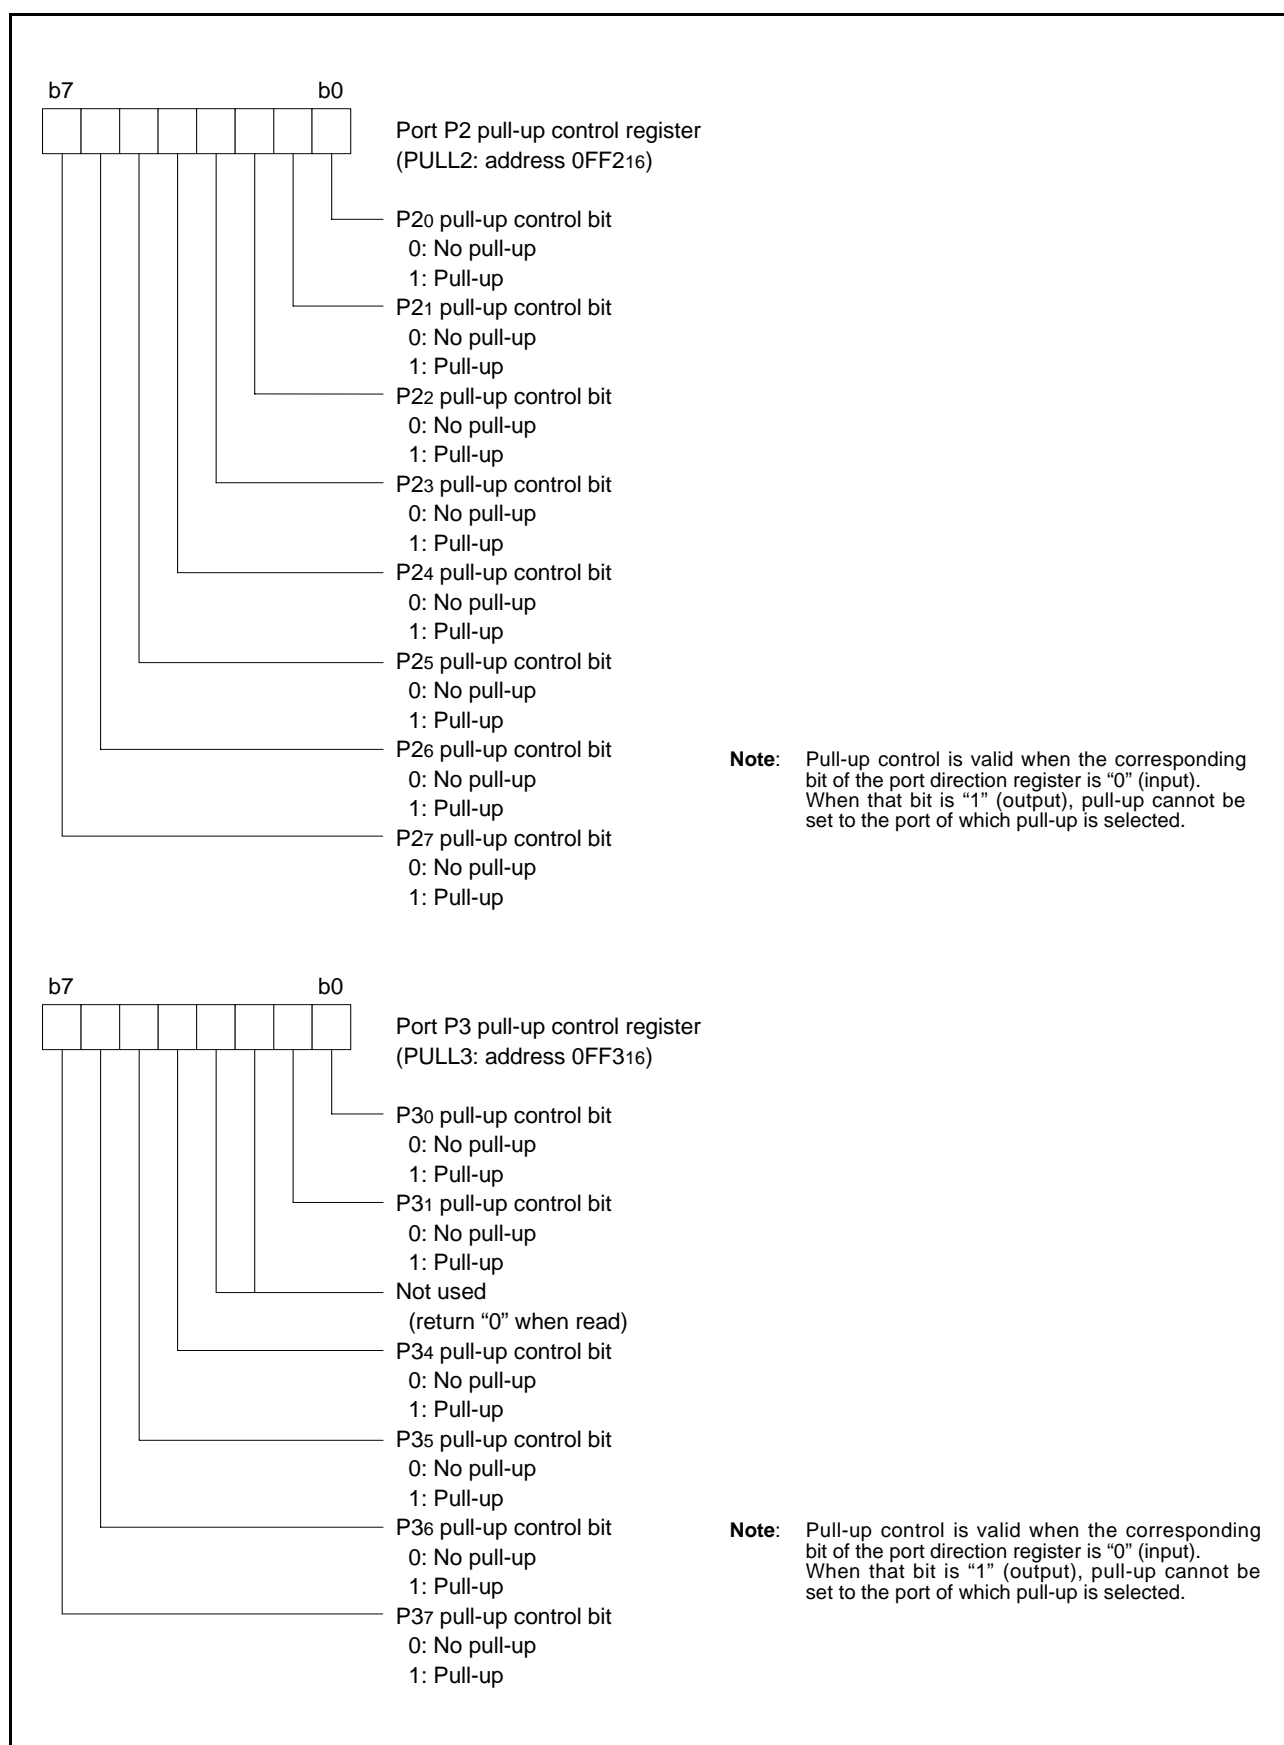 b7 b0
Port P2 pull-up control register
(PULL2: address 0FF216)
P20 pull-up control bit
0: No pull-up
1: Pull-up
P21 pull-up control bit
0: No pull-up
1: Pull-up
P22 pull-up control bit
0: No pull-up
1: Pull-up
P23 pull-up control bit
0: No pull-up
1: Pull-up
P24 pull-up control bit
0: No pull-up
1: Pull-up
P25 pull-up control bit
0: No pull-up
1: Pull-up
P26 pull-up control bit
0: No pull-up
1: Pull-up
P27 pull-up control bit
0: No pull-up
1: Pull-up
Note: Pull-up control is valid when the corresponding
bit of the port direction register is “0” (input).
When that bit is “1” (output), pull-up cannot be
set to the port of which pull-up is selected.
b7 b0
Port P3 pull-up control register
(PULL3: address 0FF316)
P30 pull-up control bit
0: No pull-up
1: Pull-up
P31 pull-up control bit
0: No pull-up
1: Pull-up
Not used
(return “0” when read)
P34 pull-up control bit
0: No pull-up
1: Pull-up
P35 pull-up control bit
0: No pull-up
1: Pull-up
P36 pull-up control bit
0: No pull-up
1: Pull-up
P37 pull-up control bit
0: No pull-up
1: Pull-up
Note: Pull-up control is valid when the corresponding
bit of the port direction register is “0” (input).
When that bit is “1” (output), pull-up cannot be
set to the port of which pull-up is selected.